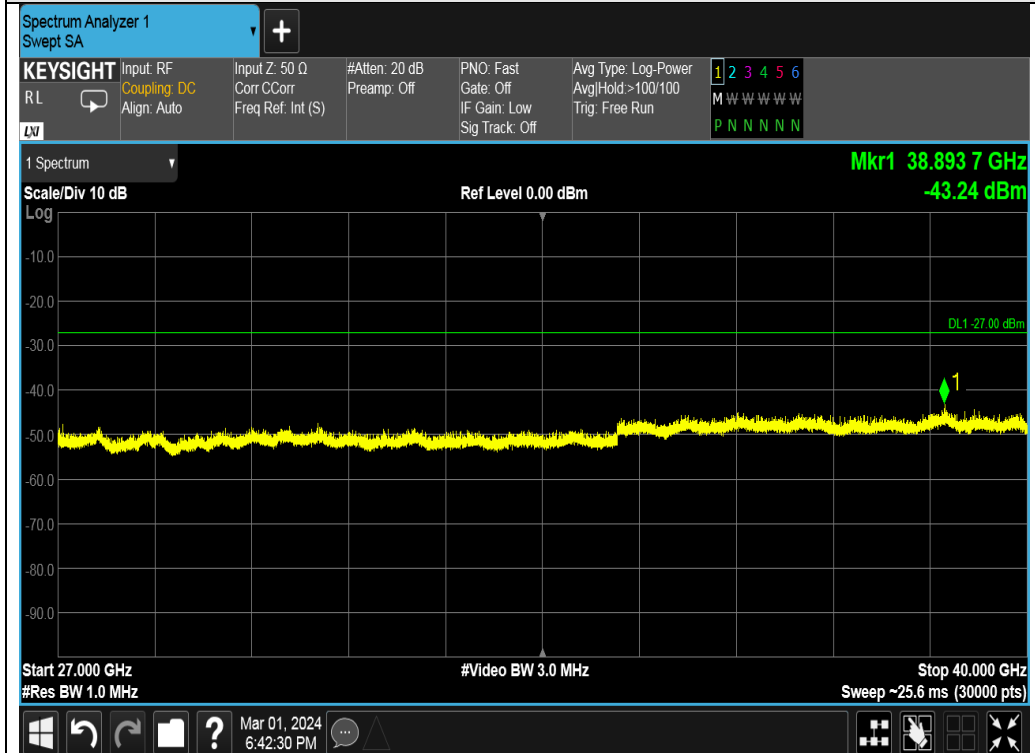 Spectrum Analyzer 1
Swept SA
+
KEYSIGHT
RL
LXI
Input: RF
Coupling: DC
Align: Auto
Input Z: 50 Ω
Corr CCorr
Freq Ref: Int (S)
#Atten: 20 dB
Preamp: Off
PNO: Fast
Gate: Off
IF Gain: Low
Sig Track: Off
Avg Type: Log-Power
Avg|Hold:>100/100
Trig: Free Run
1 2 3 4 5 6
M W W W W W
P N N N N N
1 Spectrum
Mkr1 38.893 7 GHz
-43.24 dBm
Scale/Div 10 dB
Ref Level 0.00 dBm
Log
-10.0
-20.0
DL1 -27.00 dBm
-30.0
1
-40.0
-50.0
-60.0
-70.0
-80.0
-90.0
Start 27.000 GHz
#Video BW 3.0 MHz
Stop 40.000 GHz
#Res BW 1.0 MHz
Sweep ~25.6 ms (30000 pts)
?
Mar 01, 2024
6:42:30 PM